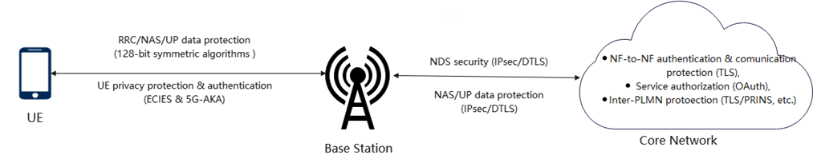 RRC/NAS/UP data protection
(128-bit symmetric algorithms )
UE privacy protection & authentication
(ECIES & 5G-AKA)
UE
Base Station
NDS security (IPsec/DTLS)
NAS/UP data protection
(IPsec/DTLS)
• NF-to-NF authentication & comunication
protection (TLS),
• Service authorization (OAuth),
• Inter-PLMN protoection (TLS/PRINS, etc.)
Core Network